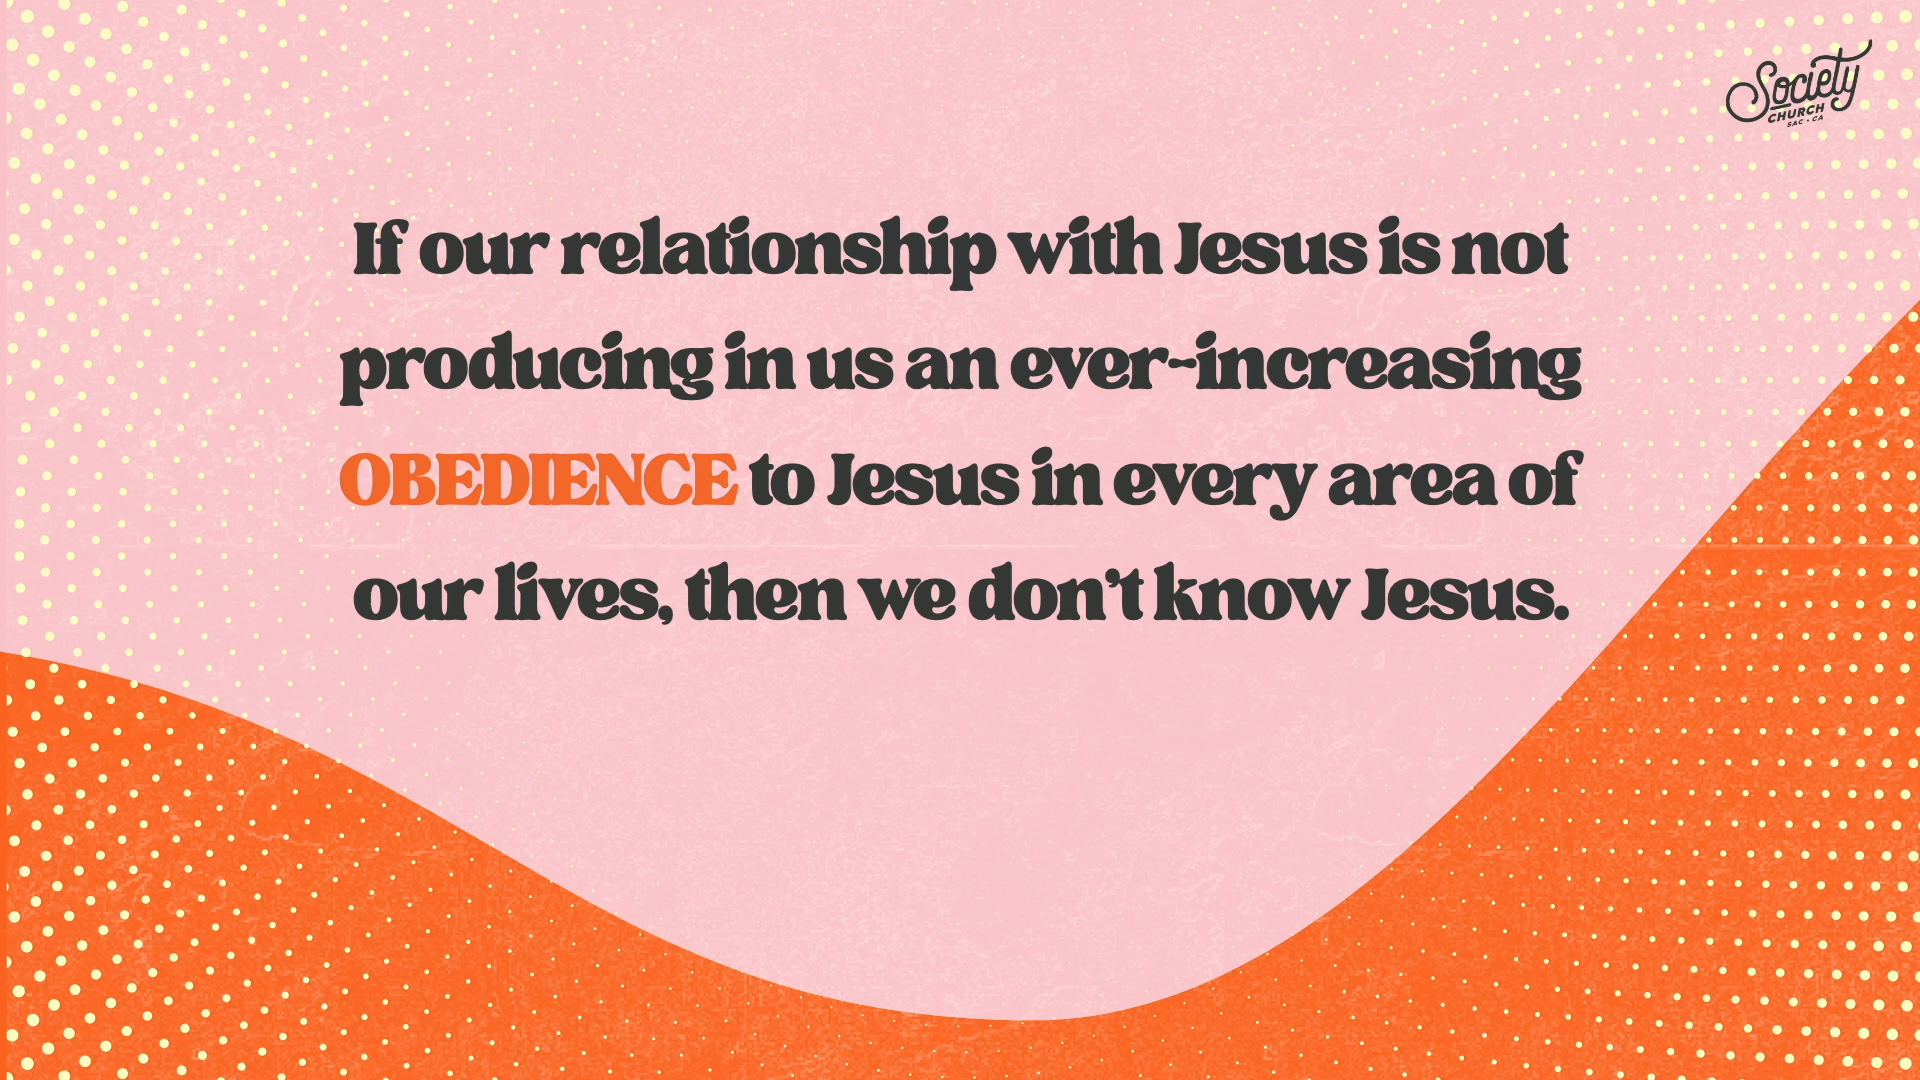 Society
CHURCH
SAC • CA
If our relationship with Jesus is not
producing in us an ever-increasing
OBEDIENCE to Jesus in every area of
our lives, then we don’t know Jesus.